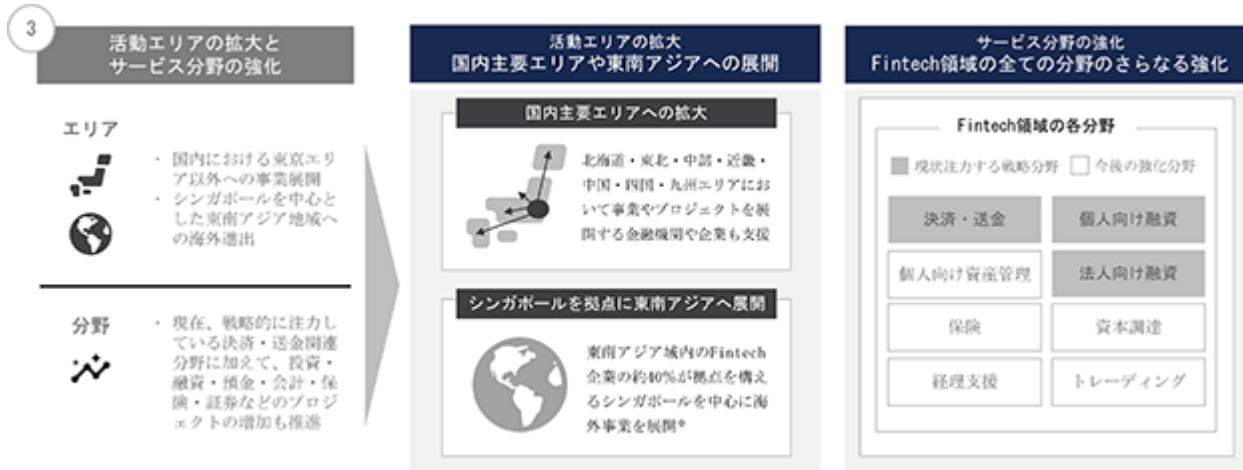 3
活動エリアの拡大と
サービス分野の強化
エリア
・ 国内における東京エリ
ア以外への事業展開
・ シンガポールを中心と
した東南アジア地域へ
の海外進出
分野
・ 現在、戦略的に注力し
ている決済・送金関連
分野に加えて、投資・
融資・預金・会計・保
険・証券などのプロジ
ェクトの増加も推進
活動エリアの拡大
国内主要エリアや東南アジアへの展開
国内主要エリアへの拡大
北海道・東北・中部・近畿・
中国・四国・九州エリアにお
いて事業やプロジェクトを展
開する金融機関や企業も支援
シンガポールを拠点に東南アジアへ展開
東南アジア域内のFintech
企業の約40%が拠点を構え
るシンガポールを中心に海
外事業を展開*
サービス分野の強化
Fintech領域の全ての分野のさらなる強化
Fintech領域の各分野
現状注力する戦略分野 今後の強化分野
決済・送金 個人向け融資
個人向け資産管理 法人向け融資
保険 資本調達
経理支援 トレーディング